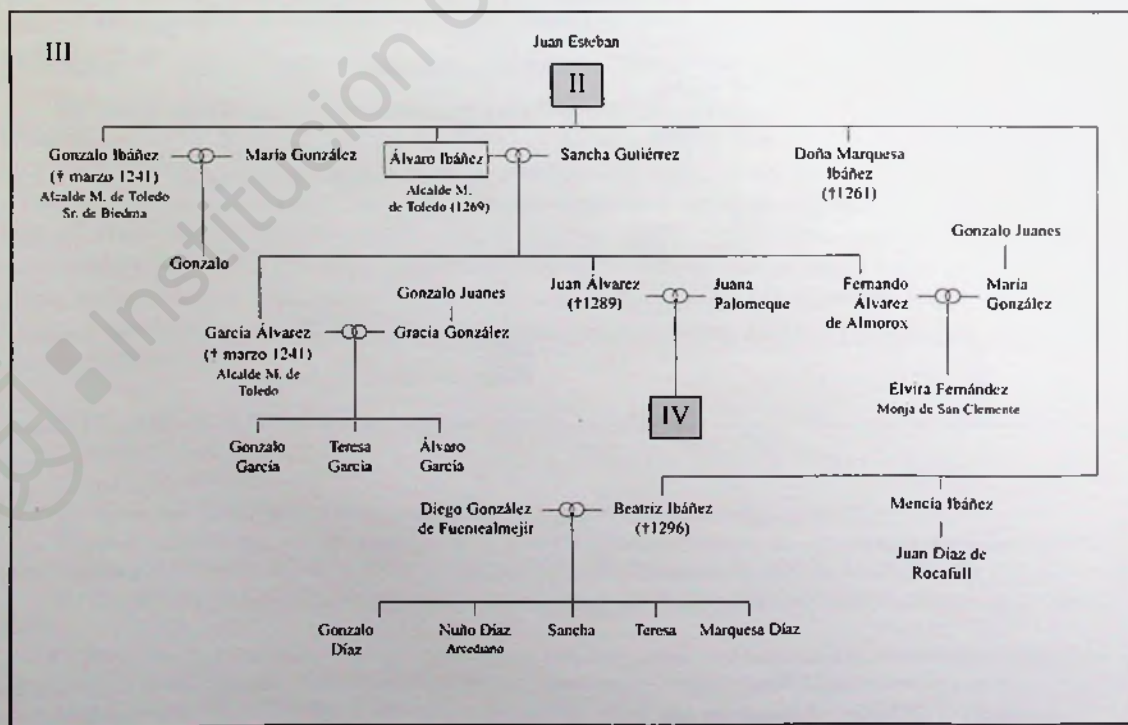 III
Juan Esteban
II
Gonzalo Ibáñez
María González
Álvaro Ibáñez
Sancha Gutiérrez
Doña Marquesa
Ibáñez
(†1261)
(† marzo 1241)
Alcalde M. de Toledo
Sr. de Biedma
Alcalde M.
de Toledo (1269)
Gonzalo
Gonzalo Juanes
García Álvarez
(† marzo 1241)
Alcalde M. de
Toledo
Gracia González
Juan Álvarez
(†1289)
Juana
Palomeque
Fernando
Álvarez
de Almorox
Gonzalo Juanes
María
González
Elvira Fernández
Monja de San Clemente
IV
Gonzalo
García
Teresa
García
Álvaro
García
Diego González
de Fuentealmejir
Beatriz Ibáñez
(†1296)
Mencía Ibáñez
Juan Díaz de
Rocafull
Gonzalo
Díaz
Nuño Díaz
Arcediano
Sancha
Teresa
Marquesa Díaz
Institución